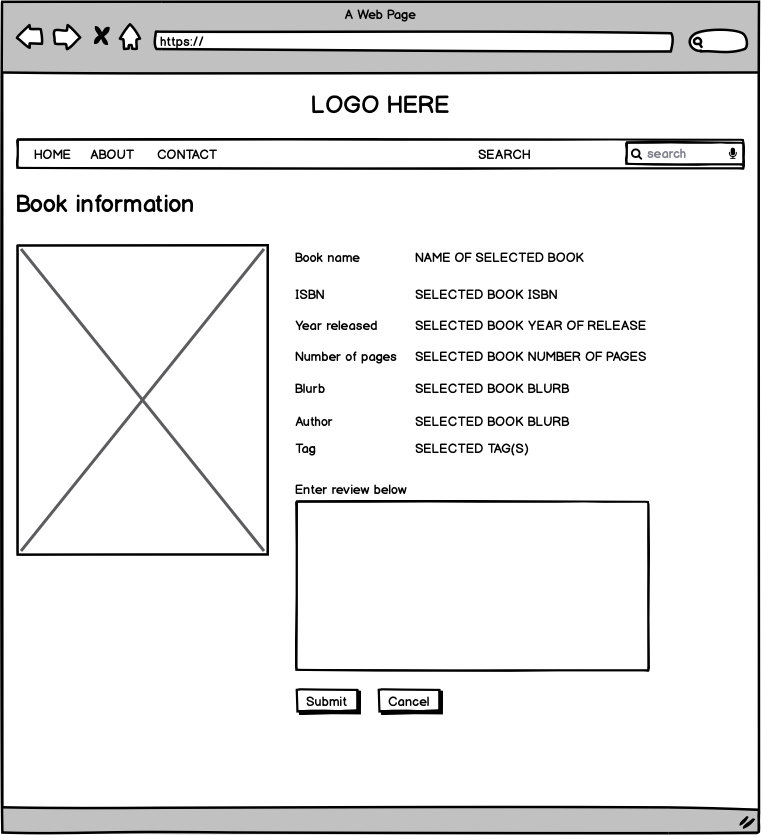 A Web Page
https://
LOGO HERE
HOME ABOUT CONTACT SEARCH search
Book information
Book name NAME OF SELECTED BOOK
ISBN SELECTED BOOK ISBN
Year released SELECTED BOOK YEAR OF RELEASE
Number of pages SELECTED BOOK NUMBER OF PAGES
Blurb SELECTED BOOK BLURB
Author SELECTED BOOK BLURB
Tag SELECTED TAG(S)
Enter review below
Submit Cancel